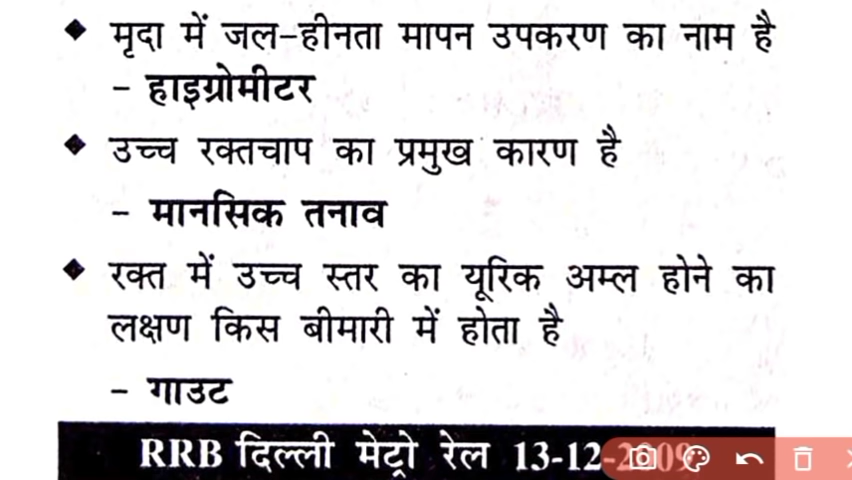 ◆ मृदा में जल-हीनता मापन उपकरण का नाम है
- हाइग्रोमीटर
◆ उच्च रक्तचाप का प्रमुख कारण है
- मानसिक तनाव
◆ रक्त में उच्च स्तर का यूरिक अम्ल होने का
लक्षण किस बीमारी में होता है
- गाउट
RRB दिल्ली मेट्रो रेल 13-12-2009